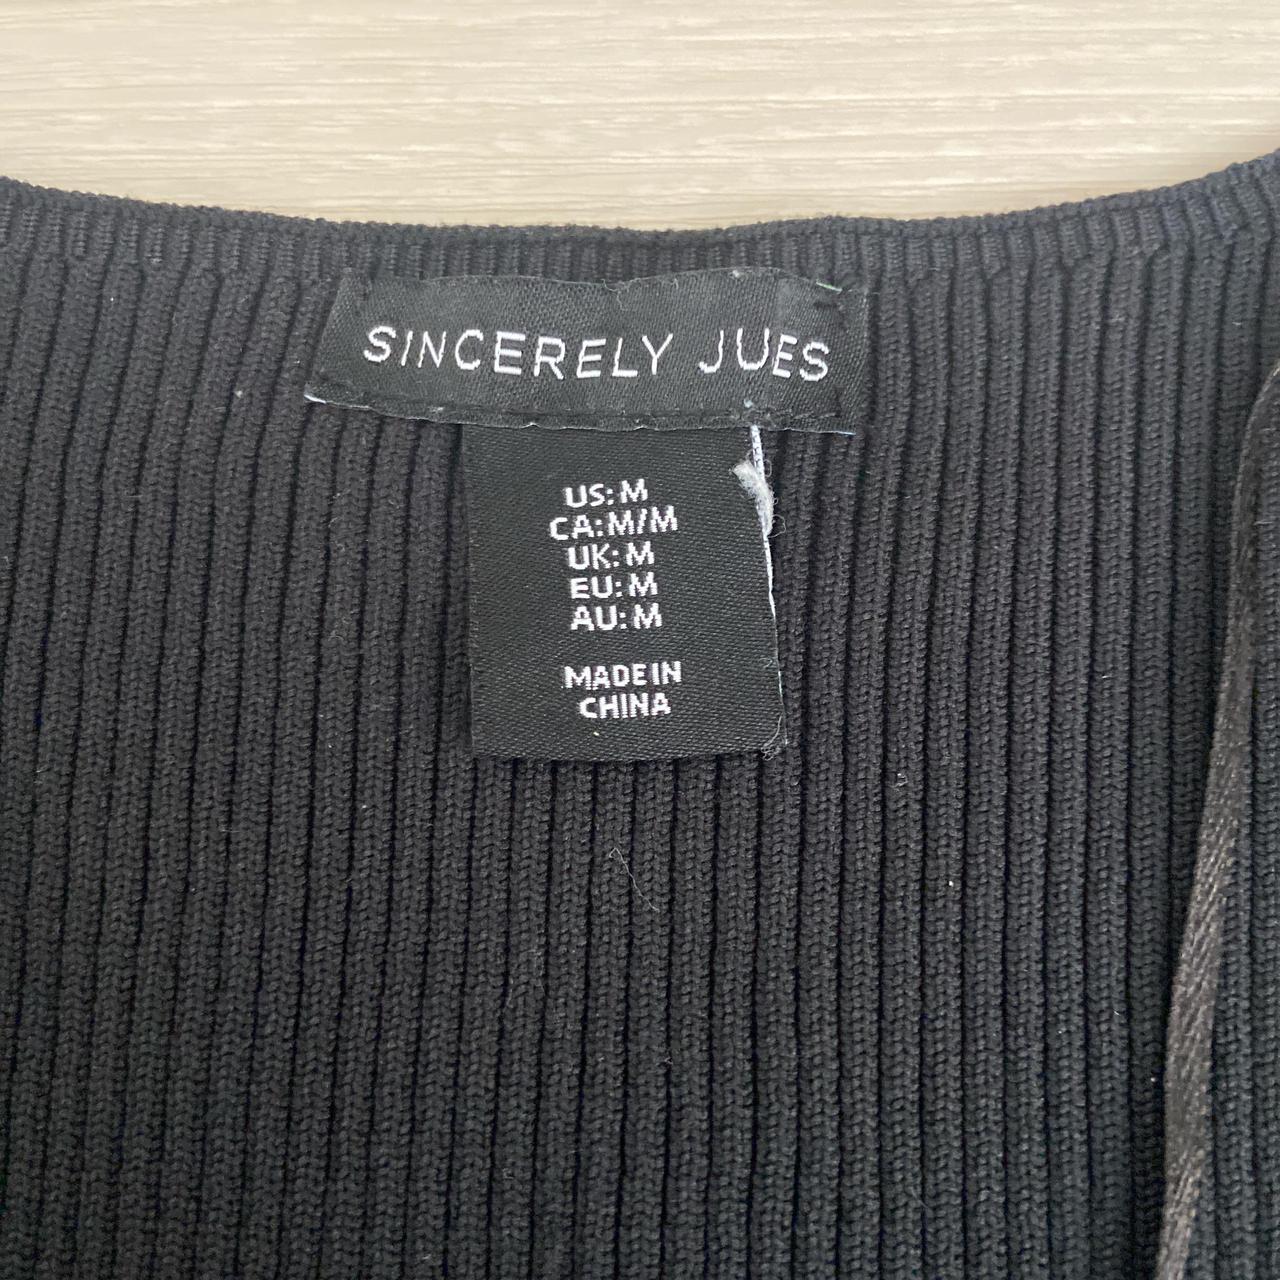 SINCERELY JUES
US: M
CA: M/M
UK: M
EU: M
AU: M
MADE IN
CHINA